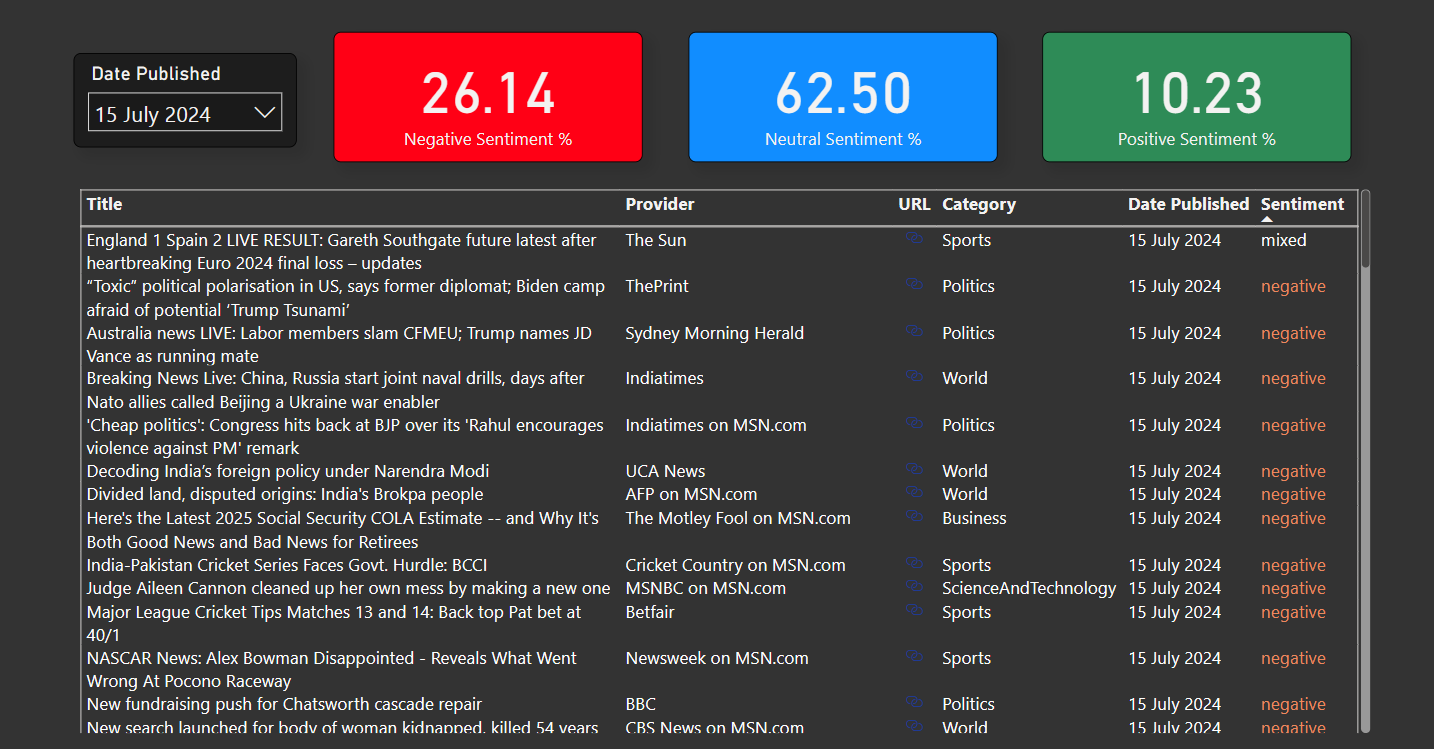 Date Published
15 July 2024
26.14
Negative Sentiment %
62.50
Neutral Sentiment %
10.23
Positive Sentiment %
Title Provider URL Category Date Published Sentiment
England 1 Spain 2 LIVE RESULT: Gareth Southgate future latest after The Sun Sports 15 July 2024 mixed
heartbreaking Euro 2024 final loss – updates
“Toxic” political polarisation in US, says former diplomat; Biden camp ThePrint Politics 15 July 2024 negative
afraid of potential ‘Trump Tsunami’
Australia news LIVE: Labor members slam CFMEU; Trump names JD Sydney Morning Herald Politics 15 July 2024 negative
Vance as running mate
Breaking News Live: China, Russia start joint naval drills, days after Indiatimes World 15 July 2024 negative
Nato allies called Beijing a Ukraine war enabler
'Cheap politics': Congress hits back at BJP over its 'Rahul encourages Indiatimes on MSN.com Politics 15 July 2024 negative
violence against PM' remark
Decoding India’s foreign policy under Narendra Modi UCA News World 15 July 2024 negative
Divided land, disputed origins: India's Brokpa people AFP on MSN.com World 15 July 2024 negative
Here's the Latest 2025 Social Security COLA Estimate -- and Why It's The Motley Fool on MSN.com Business 15 July 2024 negative
Both Good News and Bad News for Retirees
India-Pakistan Cricket Series Faces Govt. Hurdle: BCCI Cricket Country on MSN.com Sports 15 July 2024 negative
Judge Aileen Cannon cleaned up her own mess by making a new one MSNBC on MSN.com ScienceAndTechnology 15 July 2024 negative
Major League Cricket Tips Matches 13 and 14: Back top Pat bet at Betfair Sports 15 July 2024 negative
40/1
NASCAR News: Alex Bowman Disappointed - Reveals What Went Newsweek on MSN.com Sports 15 July 2024 negative
Wrong At Pocono Raceway
New fundraising push for Chatsworth cascade repair BBC Politics 15 July 2024 negative
New search launched for body of woman kidnapped, killed 54 years CBS News on MSN.com World 15 July 2024 negative